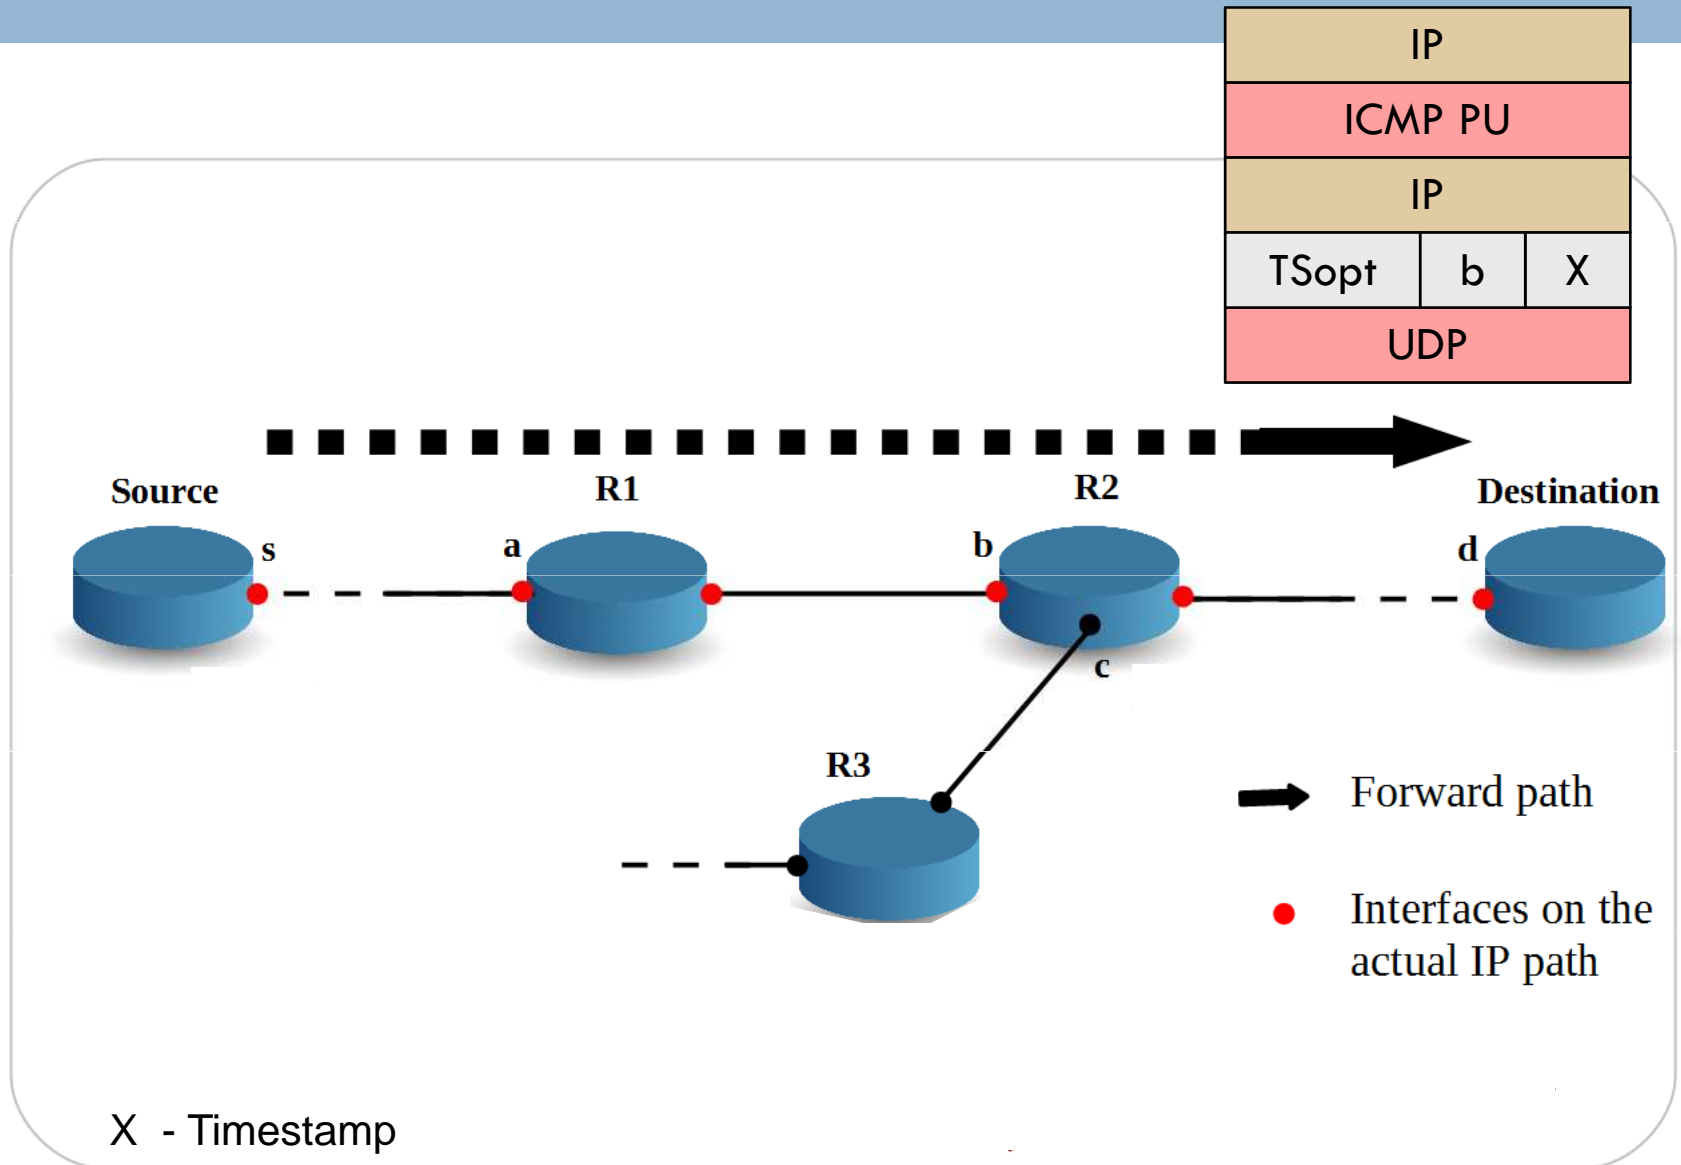 IP
ICMP PU
IP
TSopt b X
UDP
Source R1 R2 Destination
s a b d
c
R3
Forward path
Interfaces on the
actual IP path
X - Timestamp